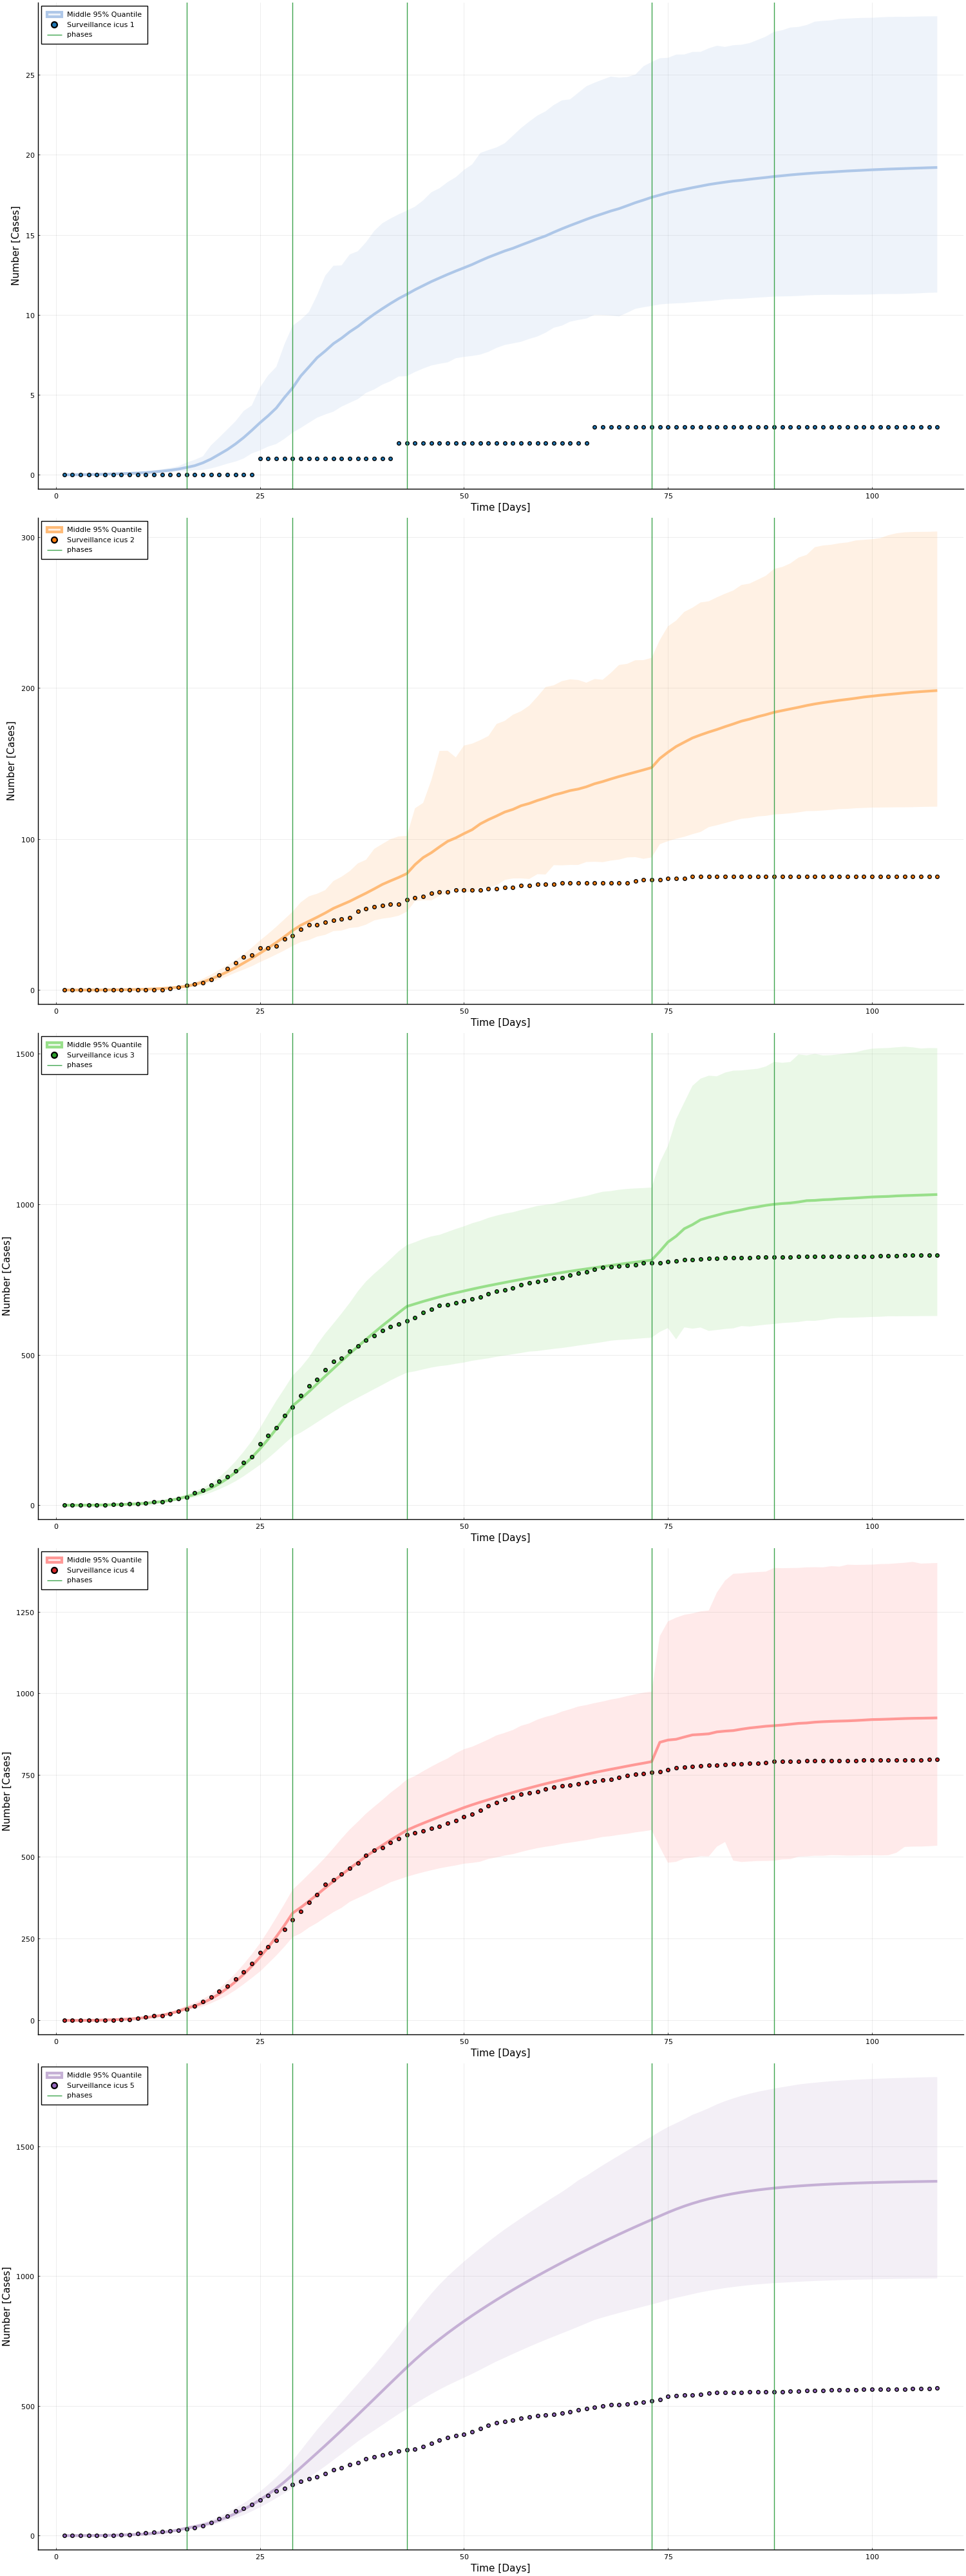 Middle 95% Quantile
Surveillance icus 1
phases
25
20
15
10
5
0
Number [Cases]
0 25 50 75 100
Time [Days]
Middle 95% Quantile
Surveillance icus 2
phases
300
200
100
0
Number [Cases]
0 25 50 75 100
Time [Days]
Middle 95% Quantile
Surveillance icus 3
phases
1500
1000
500
0
Number [Cases]
0 25 50 75 100
Time [Days]
Middle 95% Quantile
Surveillance icus 4
phases
1250
1000
750
500
250
0
Number [Cases]
0 25 50 75 100
Time [Days]
Middle 95% Quantile
Surveillance icus 5
phases
1500
1000
500
0
Number [Cases]
0 25 50 75 100
Time [Days]